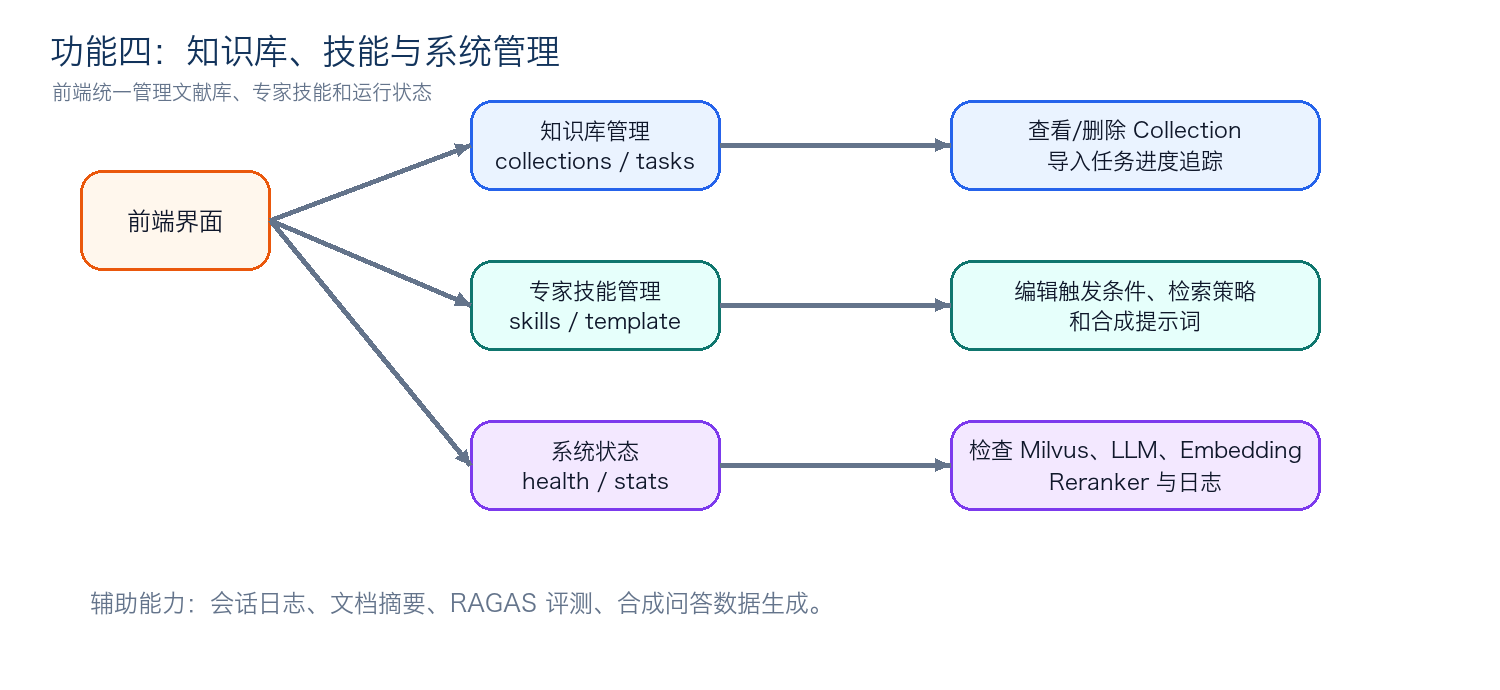 功能四：知识库、技能与系统管理
前端统一管理文献库、专家技能和运行状态
前端界面
知识库管理
collections / tasks
查看/删除 Collection
导入任务进度追踪
专家技能管理
skills / template
编辑触发条件、检索策略
和合成提示词
系统状态
health / stats
检查 Milvus、LLM、Embedding
Reranker 与日志
辅助能力：会话日志、文档摘要、RAGAS 评测、合成问答数据生成。